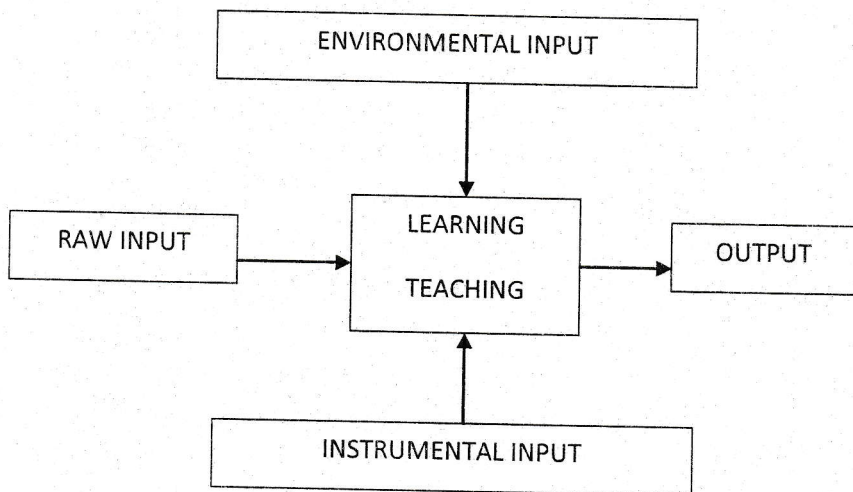 ENVIRONMENTAL INPUT
RAW INPUT
LEARNING
TEACHING
OUTPUT
INSTRUMENTAL INPUT